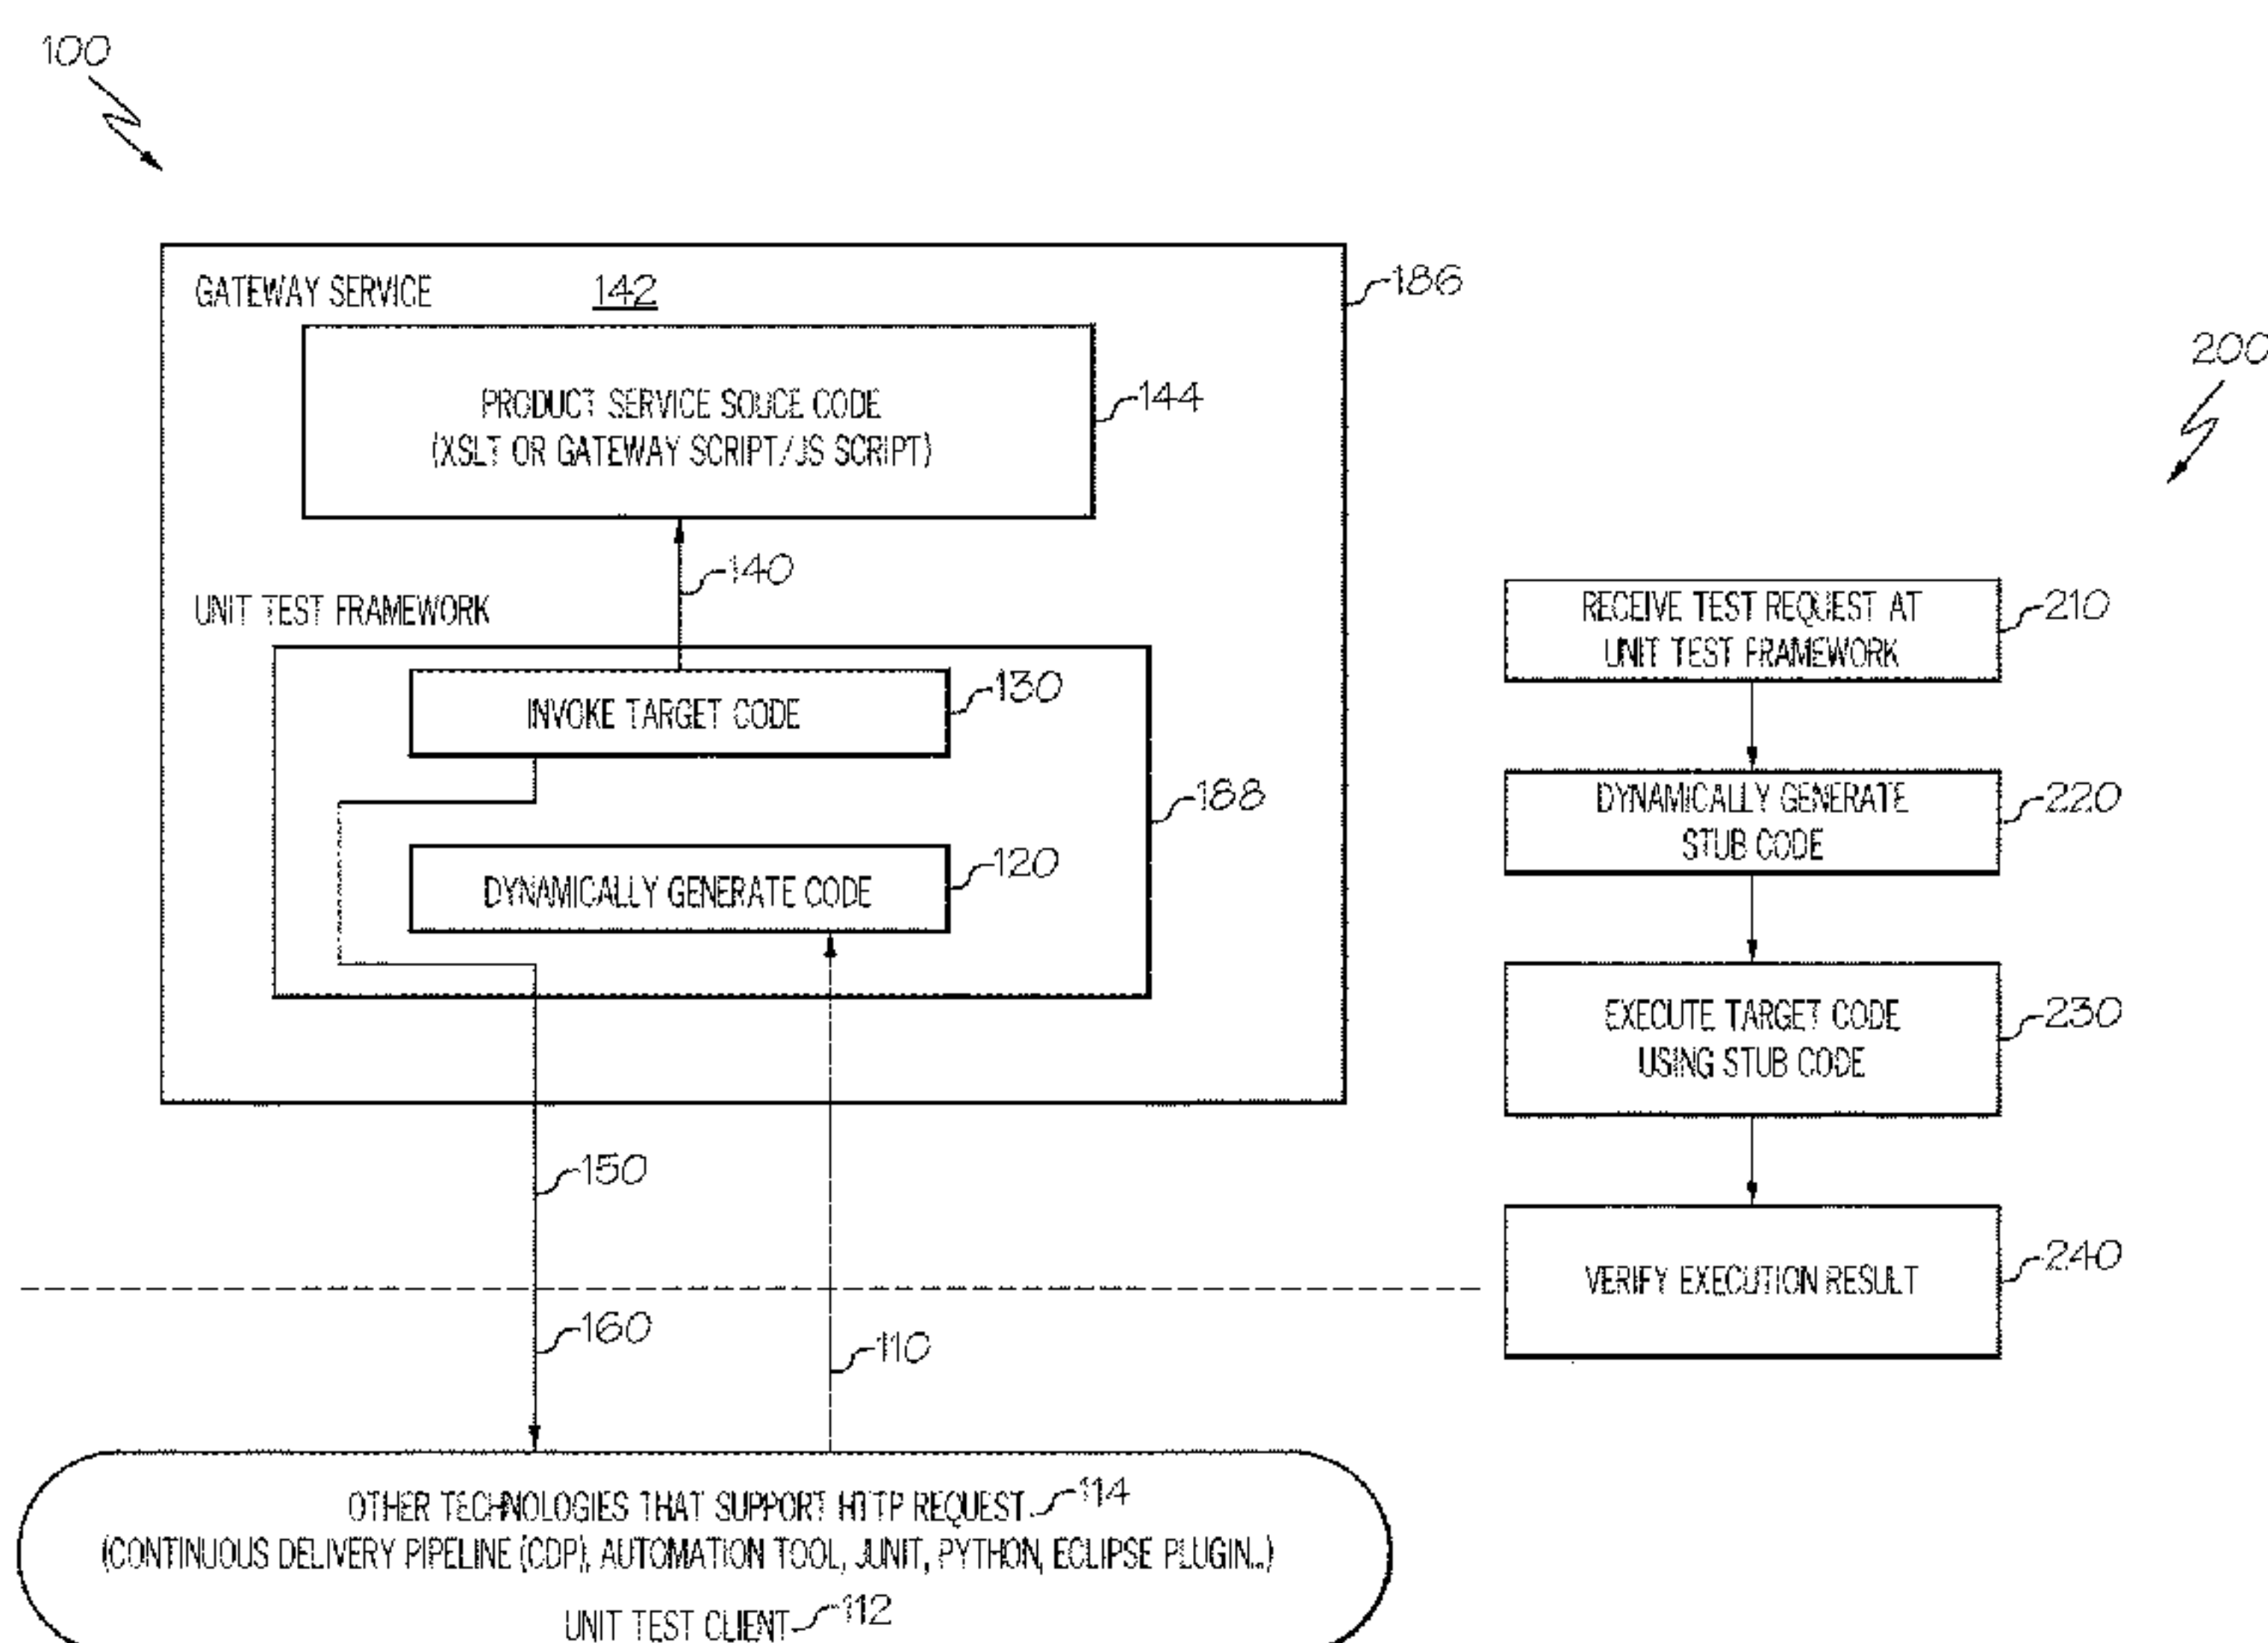 100
GATEWAY SERVICE 142
186
PRODUCT SERVICE SOUCE CODE
(XSLT OR GATEWAY SCRIPT/JS SCRIPT)
144
140
UNIT TEST FRAMEWORK
INVOKE TARGET CODE
130
188
DYNAMICALLY GENERATE CODE
120
150
160
110
OTHER TECHNOLOGIES THAT SUPPORT HTTP REQUEST 114
(CONTINUOUS DELIVERY PIPELINE (CDP), AUTOMATION TOOL, JUNIT, PYTHON, ECLIPSE PLUGIN...)
UNIT TEST CLIENT 112
200
RECEIVE TEST REQUEST AT
UNIT TEST FRAMEWORK
210
DYNAMICALLY GENERATE
STUB CODE
220
EXECUTE TARGET CODE
USING STUB CODE
230
VERIFY EXECUTION RESULT
240